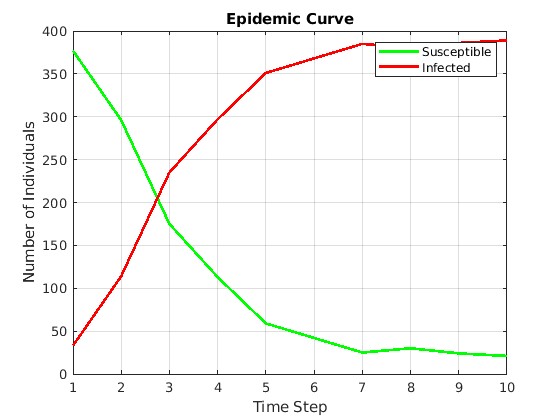 Epidemic Curve
Number of Individuals
400
350
300
250
200
150
100
50
0
Susceptible
Infected
1 2 3 4 5 6 7 8 9 10
Time Step